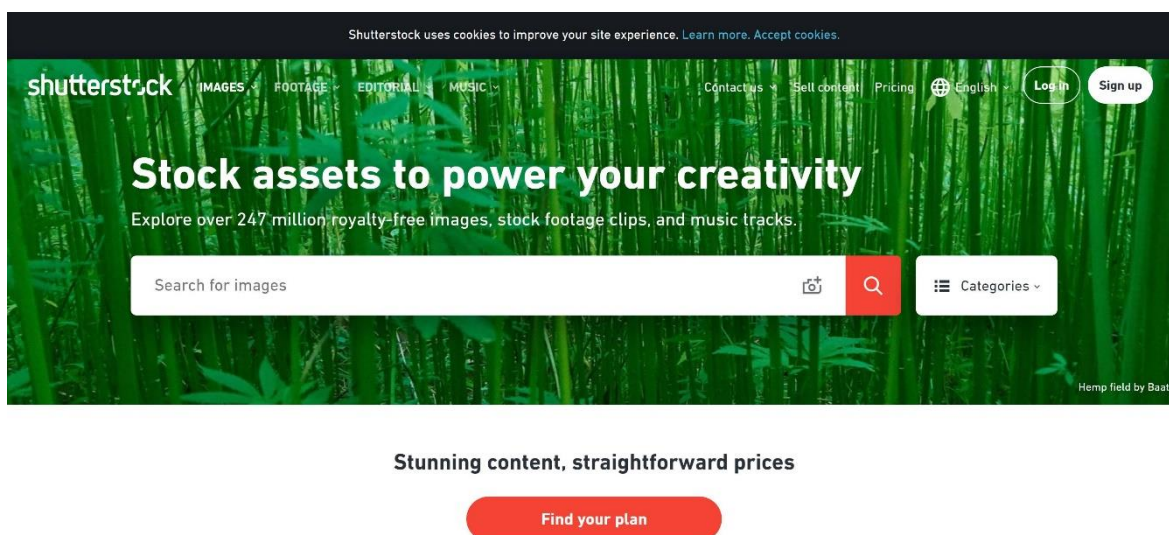 Shutterstock uses cookies to improve your site experience. Learn more. Accept cookies.
shutterstock IMAGES FOOTAGE EDITORIAL MUSIC Contact us Sell content Pricing English Log in Sign up
Stock assets to power your creativity
Explore over 247 million royalty-free images, stock footage clips, and music tracks.
Search for images Categories
Hemp field by Baat
Stunning content, straightforward prices
Find your plan